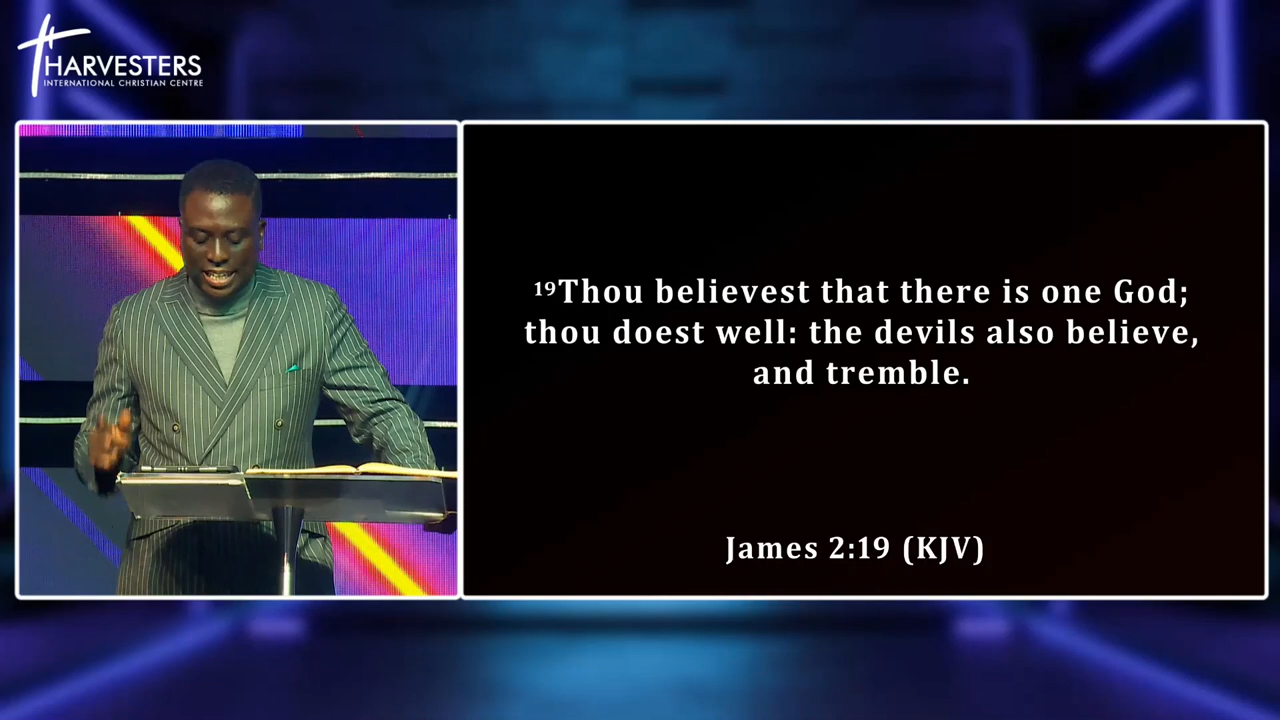 HARVESTERS
INTERNATIONAL CHRISTIAN CENTRE
¹⁹Thou believest that there is one God;
thou doest well: the devils also believe,
and tremble.
James 2:19 (KJV)